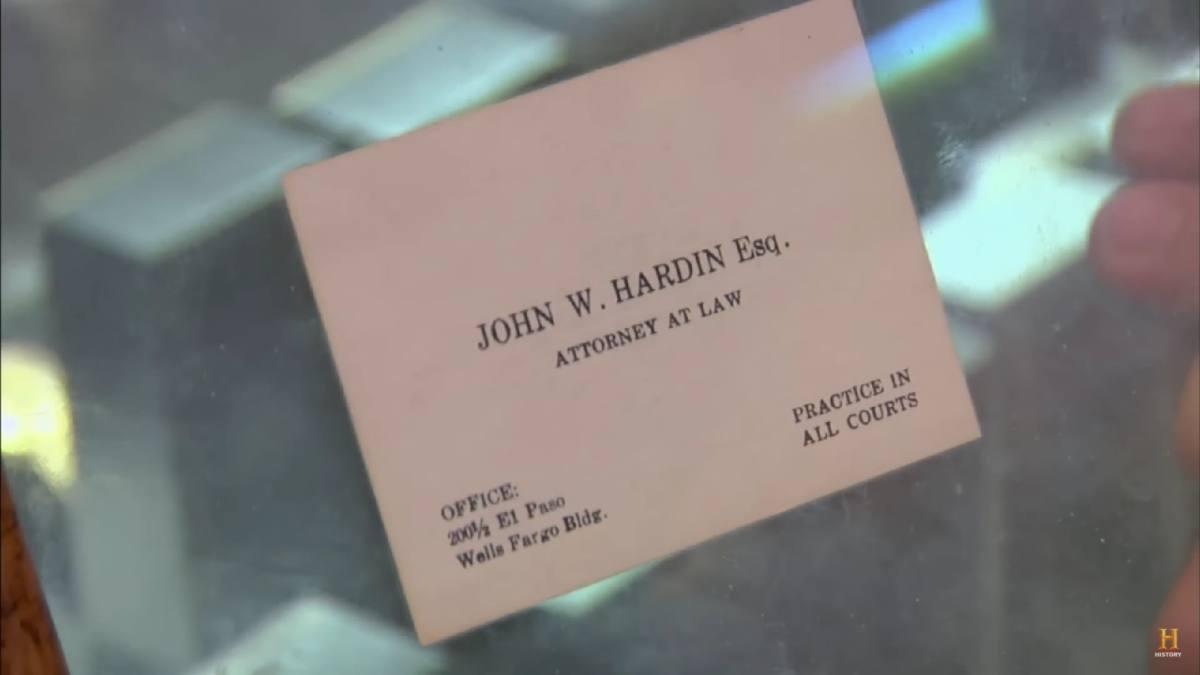 JOHN W. HARDIN Esq.
ATTORNEY AT LAW
PRACTICE IN
ALL COURTS
OFFICE:
200½ El Paso
Wells Fargo Bldg.
H
HISTORY